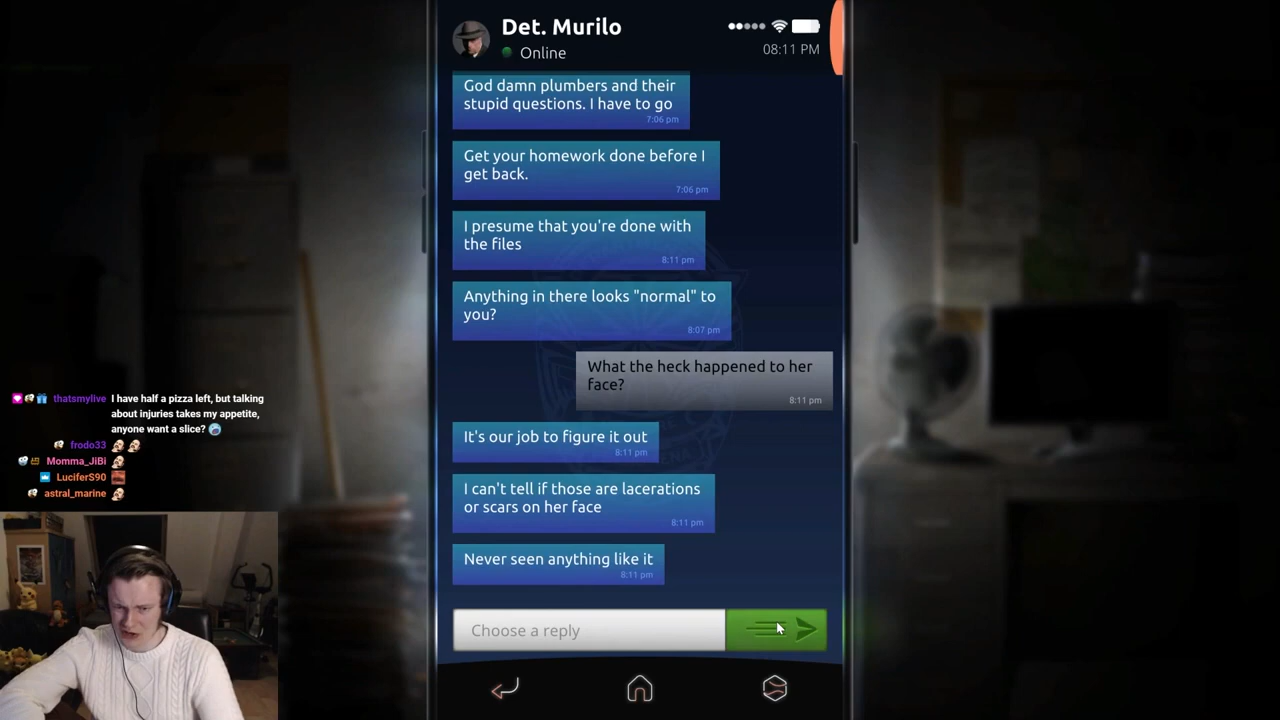 Det. Murilo
Online
08:11 PM
God damn plumbers and their
stupid questions. I have to go
7:06 pm
Get your homework done before I
get back.
7:06 pm
I presume that you're done with
the files
8:11 pm
Anything in there looks "normal" to
you?
8:07 pm
What the heck happened to her
face?
8:11 pm
It's our job to figure it out
8:11 pm
I can't tell if those are lacerations
or scars on her face
8:11 pm
Never seen anything like it
8:11 pm
Choose a reply
thatsmylive I have half a pizza left, but talking
about injuries takes my appetite,
anyone want a slice?
frodo33
Momma_JiBi
LuciferS90
astral_marine